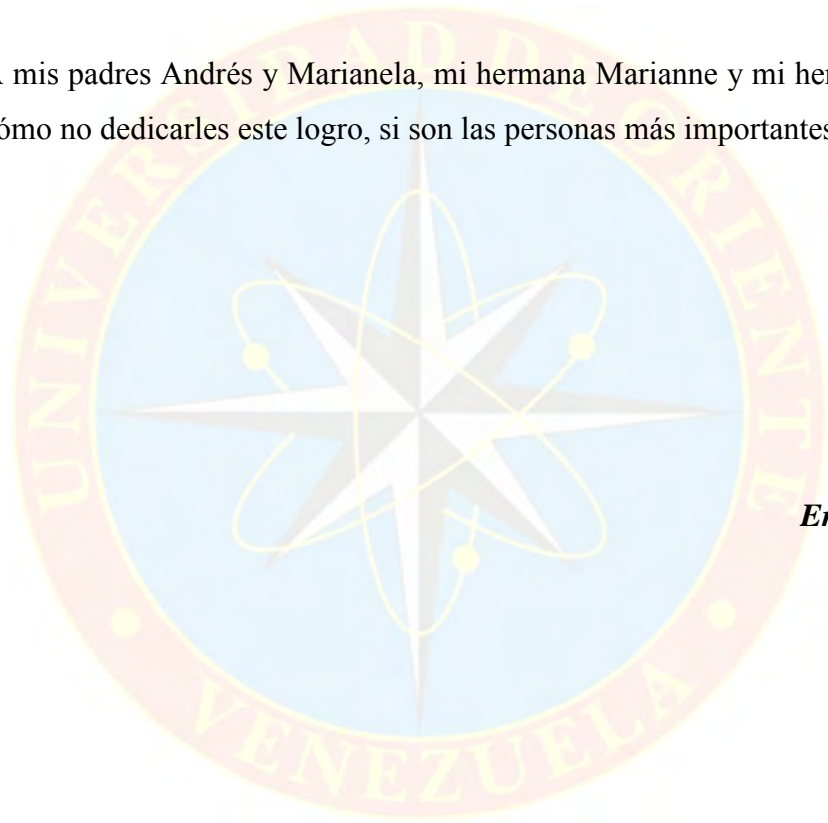 A mis padres Andrés y Marianela, mi hermana Marianne y mi
ómo no dedicarles este logro, si son las personas más importantes
UNIVERSIDAD DE ORIENTE
VENEZUELA